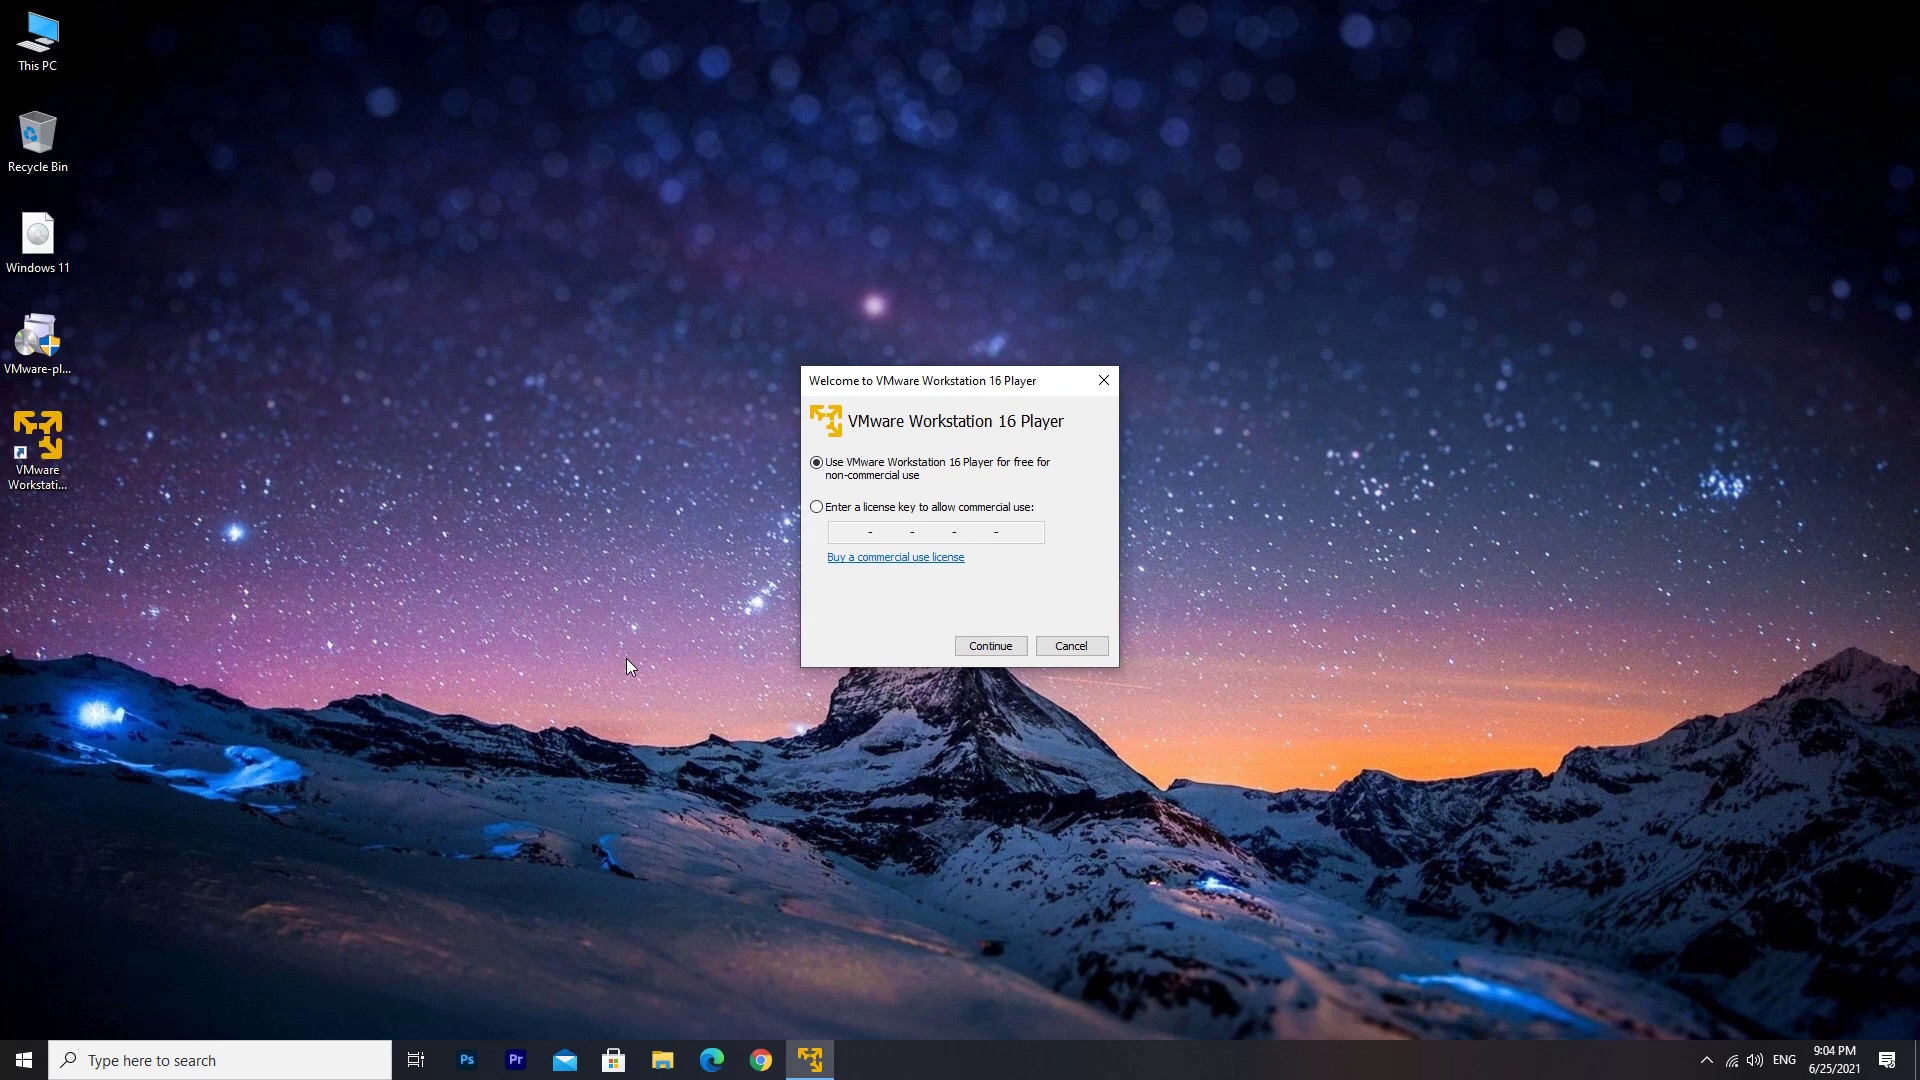 This PC
Recycle Bin
Windows 11
VMware-pl...
VMware
Workstati...
Welcome to VMware Workstation 16 Player
VMware Workstation 16 Player
Use VMware Workstation 16 Player for free for
non-commercial use
Enter a license key to allow commercial use:
- - - -
Buy a commercial use license
Continue
Cancel
Type here to search
Ps
Pr
ENG
9:04 PM
6/25/2021